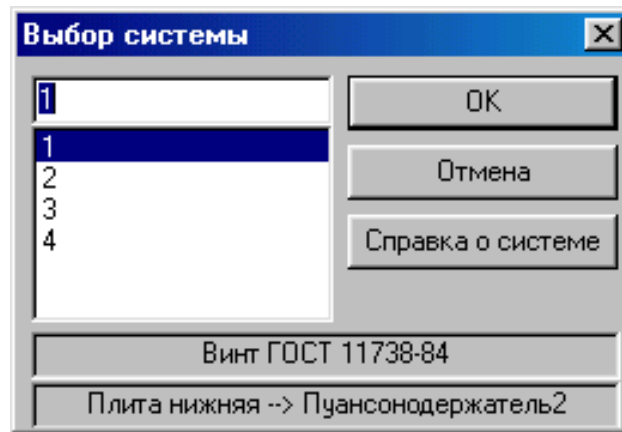 Выбор системы
1
OK
1
2
3
4
Отмена
Справка о системе
Винт ГОСТ 11738-84
Плита нижняя --> Пуансонодержатель2